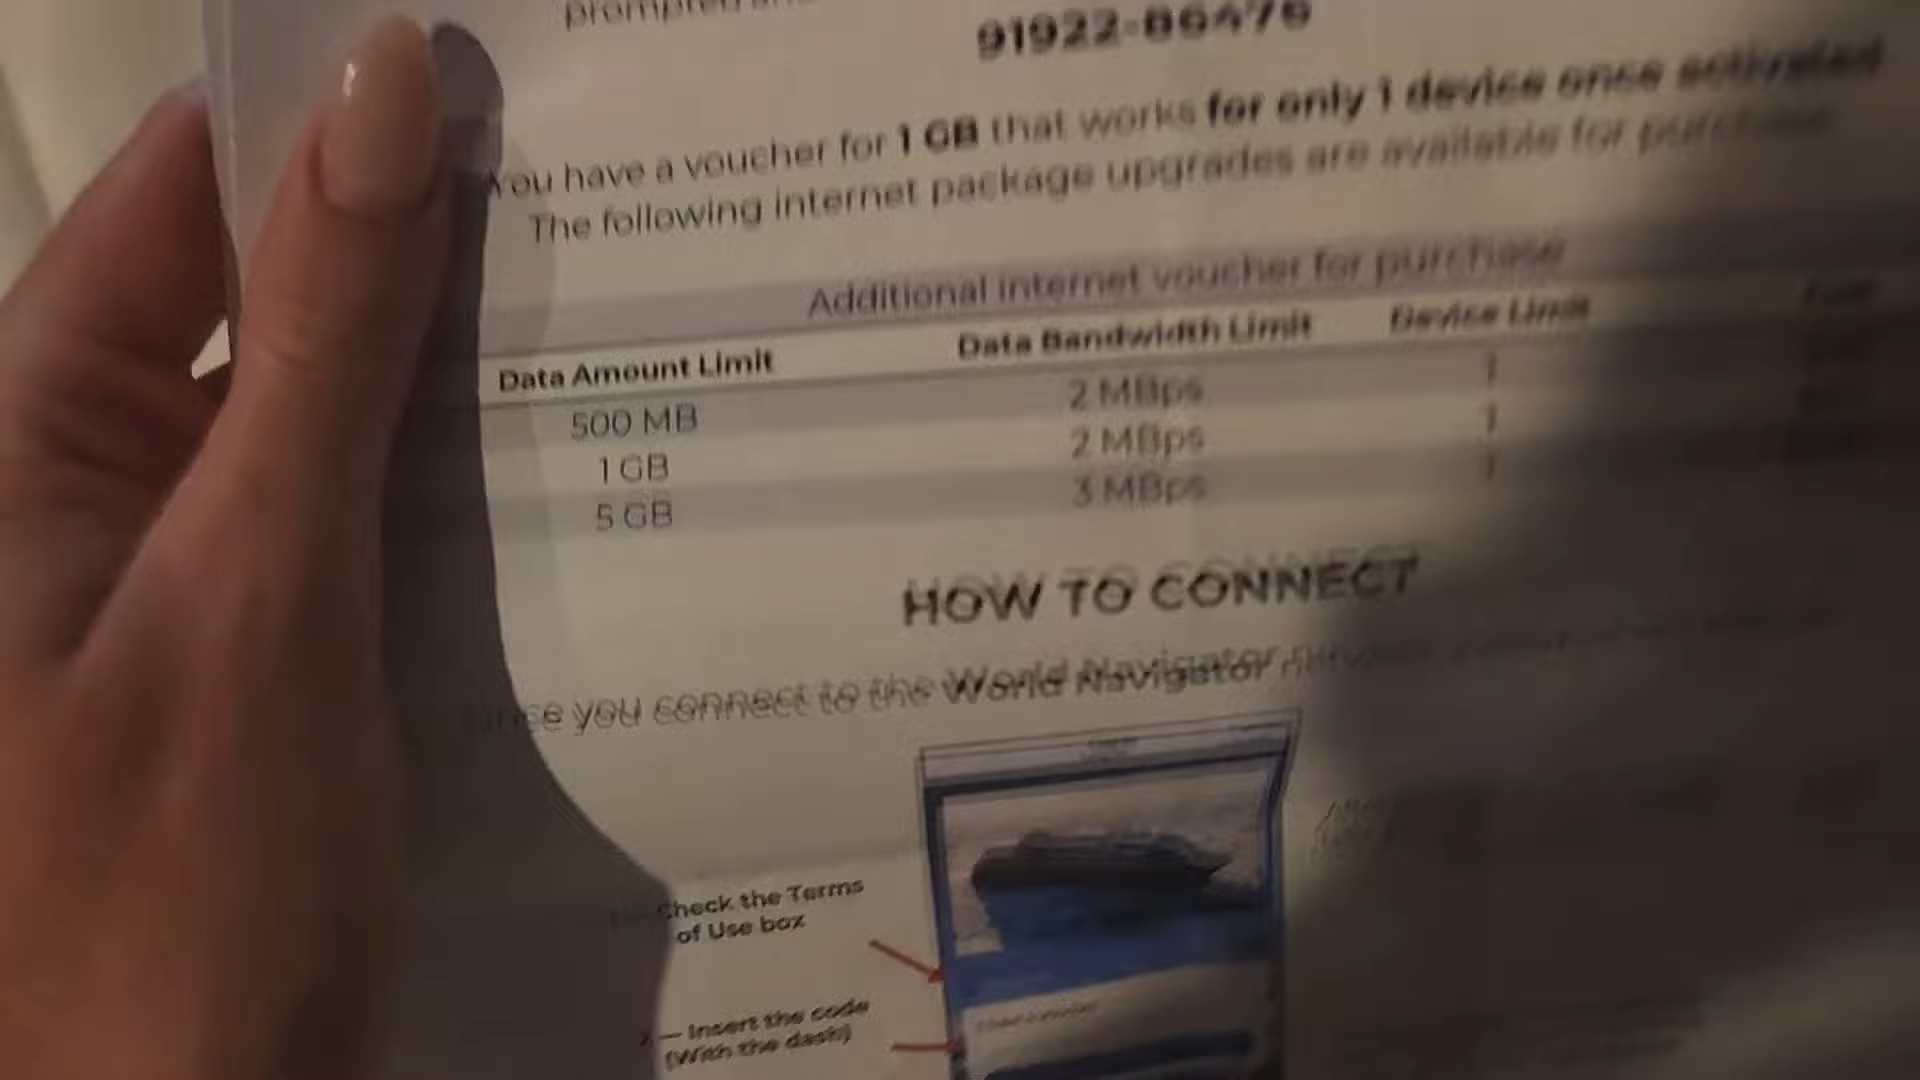 91922-86476
You have a voucher for 1 GB that works for only 1 device once activated
The following internet package upgrades are available for purchase
Additional internet voucher for purchase
Data Amount Limit Data Bandwidth Limit Device Limit
500 MB 2 MBps 1
1 GB 2 MBps 1
5 GB 3 MBps 1
HOW TO CONNECT
you connect to the World Navigator
Check the Terms
of Use box
— Insert the code
(With the dash)